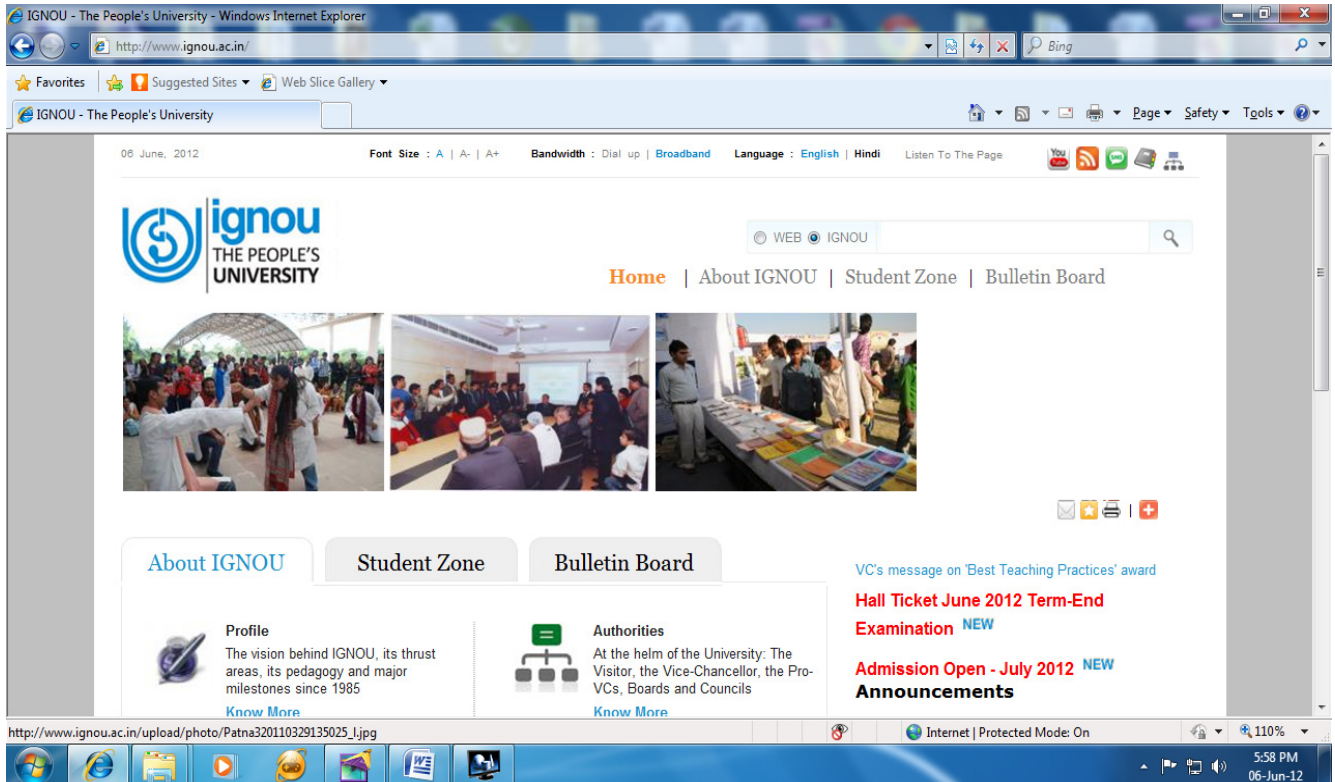 IGNOU - The People's University - Windows Internet Explorer
http://www.ignou.ac.in/
Bing
Favorites Suggested Sites Web Slice Gallery
IGNOU - The People's University
Page Safety Tools
06 June, 2012 Font Size : A | A- | A+ Bandwidth : Dial up | Broadband Language : English | Hindi Listen To The Page You Tube SMS
ignou
THE PEOPLE'S
UNIVERSITY
WEB IGNOU
Home | About IGNOU | Student Zone | Bulletin Board
About IGNOU Student Zone Bulletin Board
VC's message on 'Best Teaching Practices' award
Hall Ticket June 2012 Term-End
Examination NEW
Admission Open - July 2012 NEW
Announcements
Profile
The vision behind IGNOU, its thrust
areas, its pedagogy and major
milestones since 1985
Know More
Authorities
At the helm of the University: The
Visitor, the Vice-Chancellor, the Pro-
VCs, Boards and Councils
Know More
http://www.ignou.ac.in/upload/photo/Patna320110329135025_l.jpg
Internet | Protected Mode: On
110%
5:58 PM
06-Jun-12